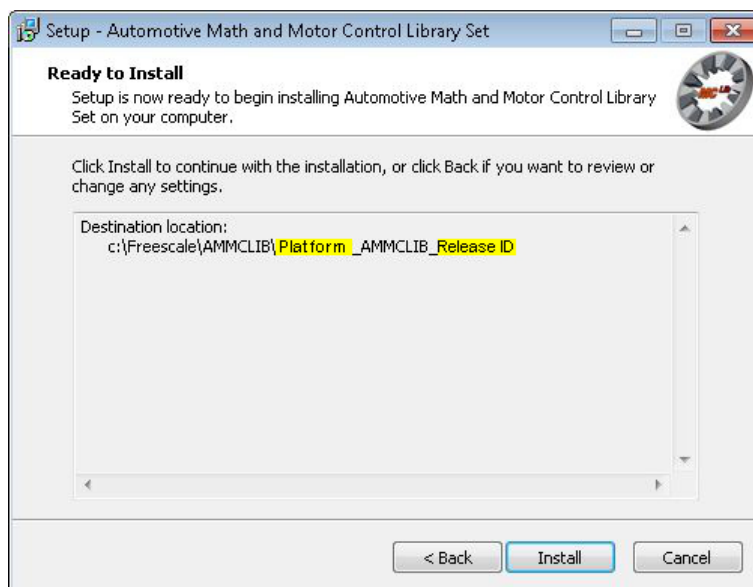 Setup - Automotive Math and Motor Control Library Set
Ready to Install
Setup is now ready to begin installing Automotive Math and Motor Control Library
Set on your computer.
MC Lib
Click Install to continue with the installation, or click Back if you want to review or
change any settings.
Destination location:
c:\Freescale\AMMCLIB\Platform _AMMCLIB_Release ID
< Back
Install
Cancel